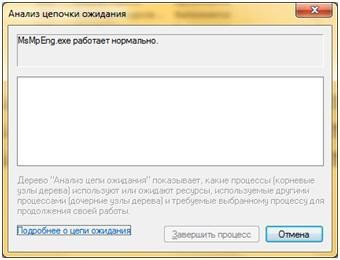 Анализ цепочки ожидания
MsMpEng.exe работает нормально.
Дерево "Анализ цепи ожидания" показывает, какие процессы (корневые
узлы дерева) используют или ожидают ресурсы, используемые другими
процессами (дочерние узлы дерева) и требуемые выбранному процессу для
продолжения своей работы.
Подробнее о цепи ожидания
Завершить процесс
Отмена